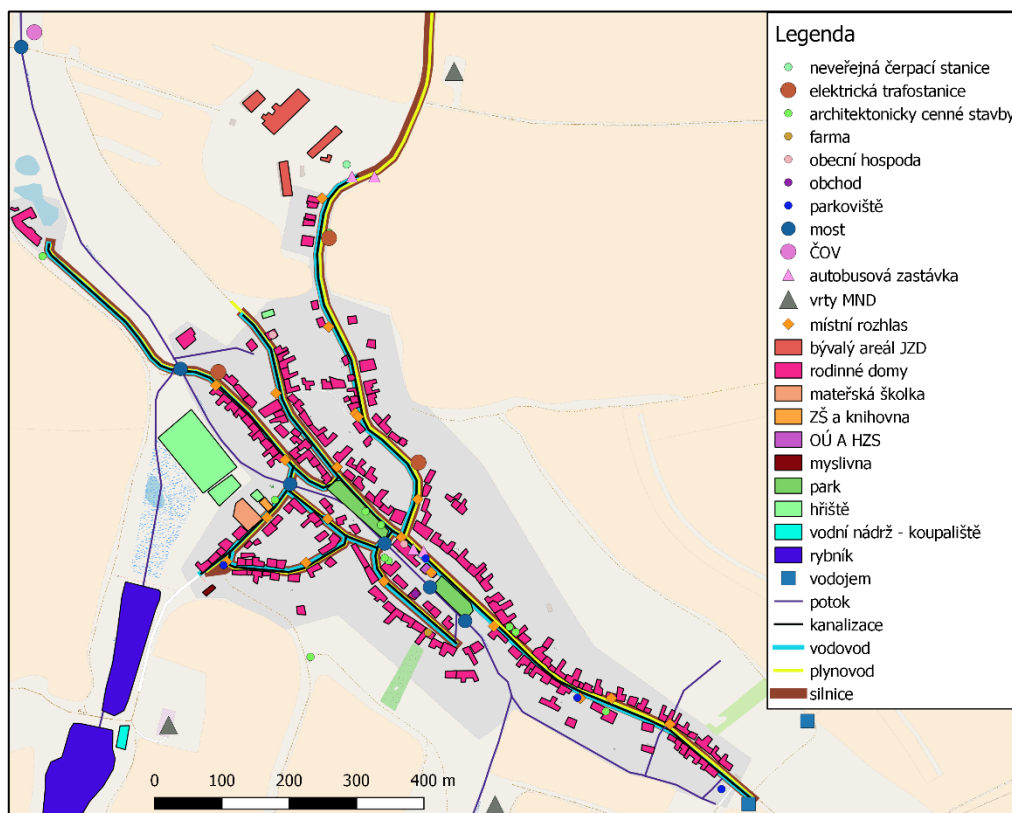 Legenda
neveřejná čerpací stanice
elektrická trafostanice
architektonicky cenné stavby
farma
obecní hospoda
obchod
parkoviště
most
ČOV
autobusová zastávka
vrty MND
místní rozhlas
bývalý areál JZD
rodinné domy
mateřská školka
ZŠ a knihovna
OÚ A HZS
myslivna
park
hřiště
vodní nádrž - koupaliště
rybník
vodojem
potok
kanalizace
vodovod
plynovod
silnice
0 100 200 300 400 m